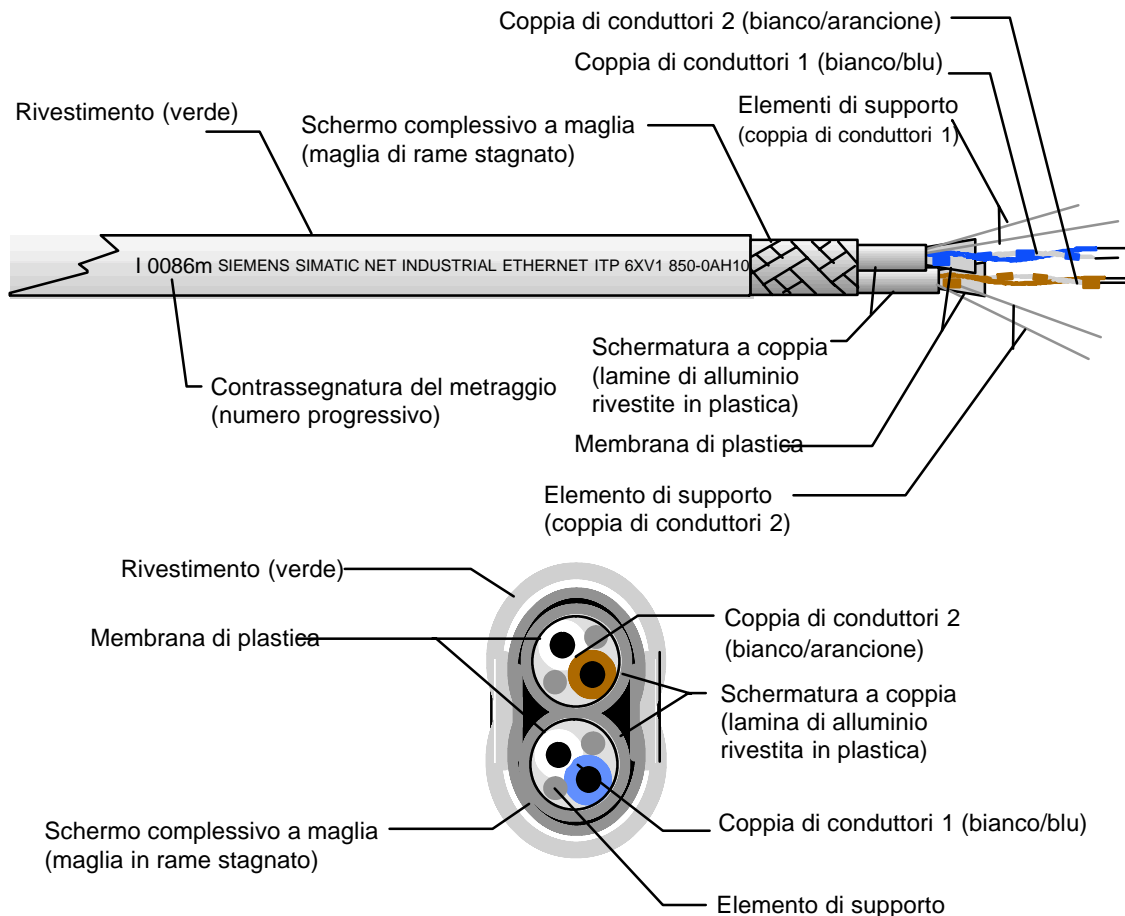 Coppia di conduttori 2 (bianco/arancione)
Coppia di conduttori 1 (bianco/blu)
Rivestimento (verde)
Schermo complessivo a maglia
(maglia di rame stagnato)
Elementi di supporto
(coppia di conduttori 1)
I 0086m SIEMENS SIMATIC NET INDUSTRIAL ETHERNET ITP 6XV1 850-0AH10
Contrassegnatura del metraggio
(numero progressivo)
Schermatura a coppia
(lamine di alluminio
rivestite in plastica)
Membrana di plastica
Elemento di supporto
(coppia di conduttori 2)
Rivestimento (verde)
Membrana di plastica
Coppia di conduttori 2
(bianco/arancione)
Schermatura a coppia
(lamina di alluminio
rivestita in plastica)
Schermo complessivo a maglia
(maglia in rame stagnato)
Coppia di conduttori 1 (bianco/blu)
Elemento di supporto